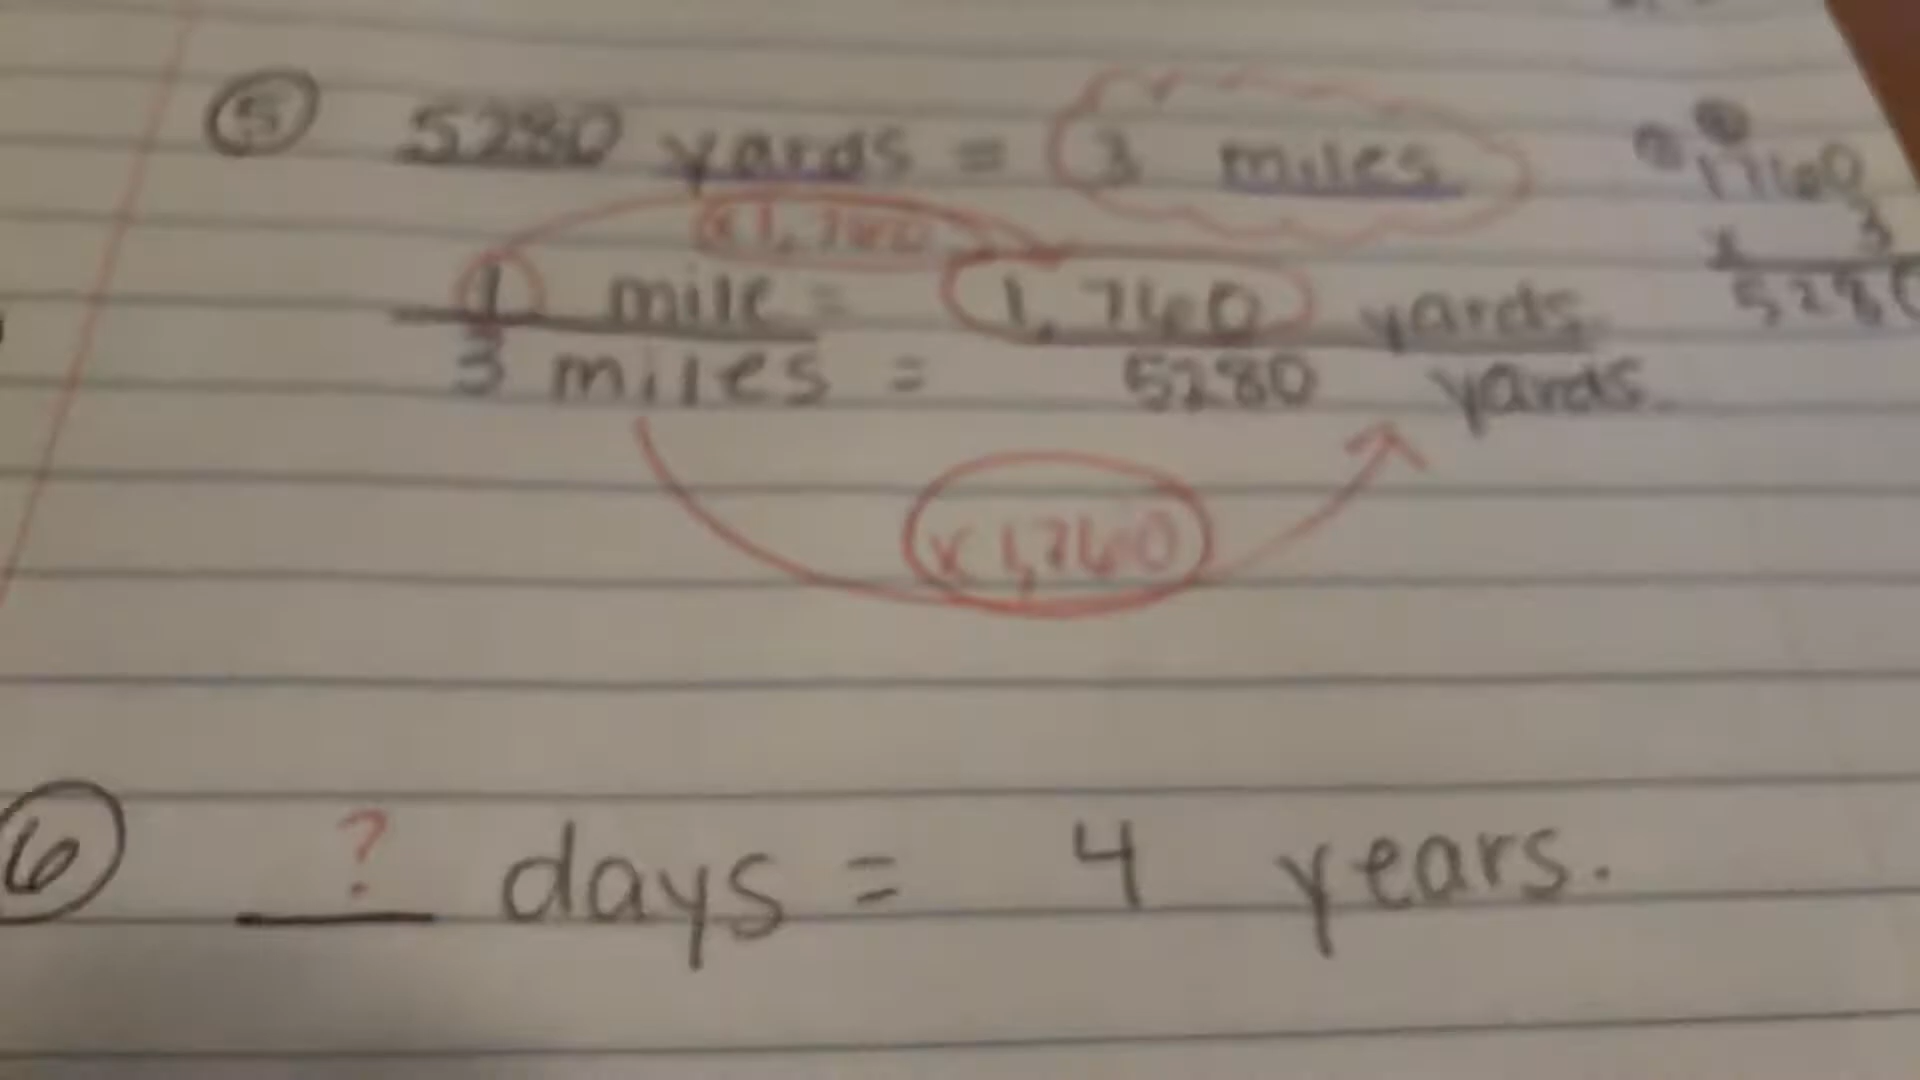 5 5280 yards = 3 miles
x1,760
1 mile = 1,760 yards
3 miles = 5280 yards.
x1,760
1760
x 3
5280
6 ? days = 4 years.